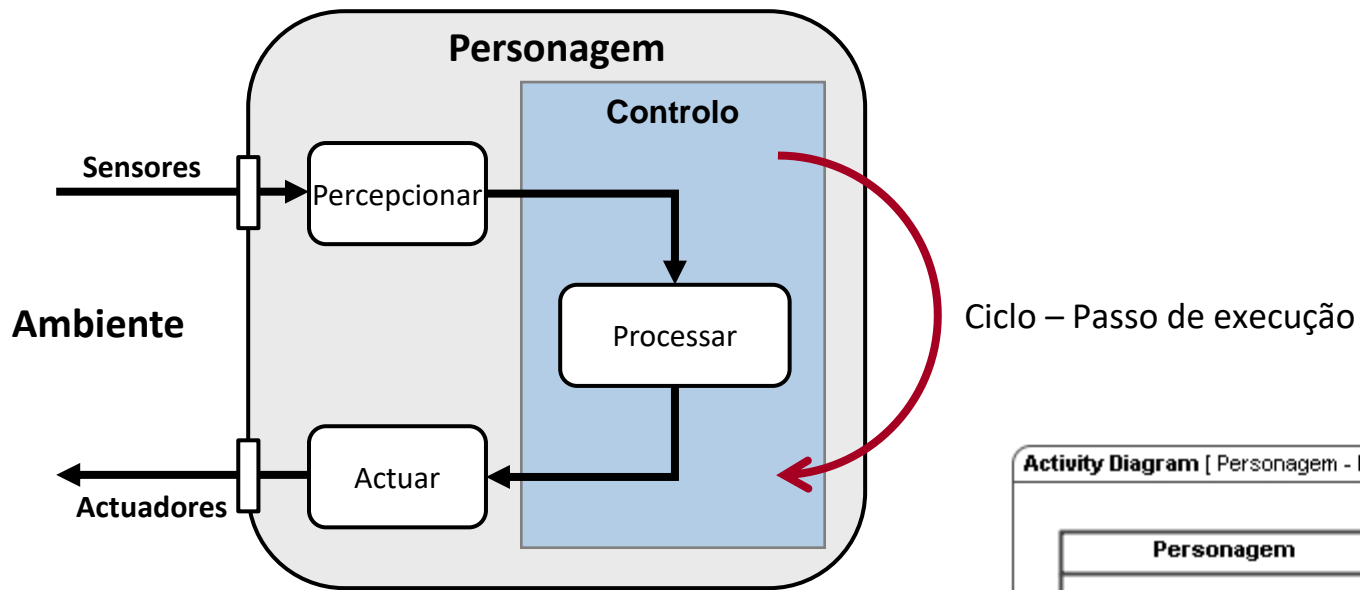 Personagem
Controlo
Sensores
Percepcionar
Ambiente
Processar
Ciclo – Passo de execução
Actuar
Actuadores
Activity Diagram [ Personagem -
Personagem